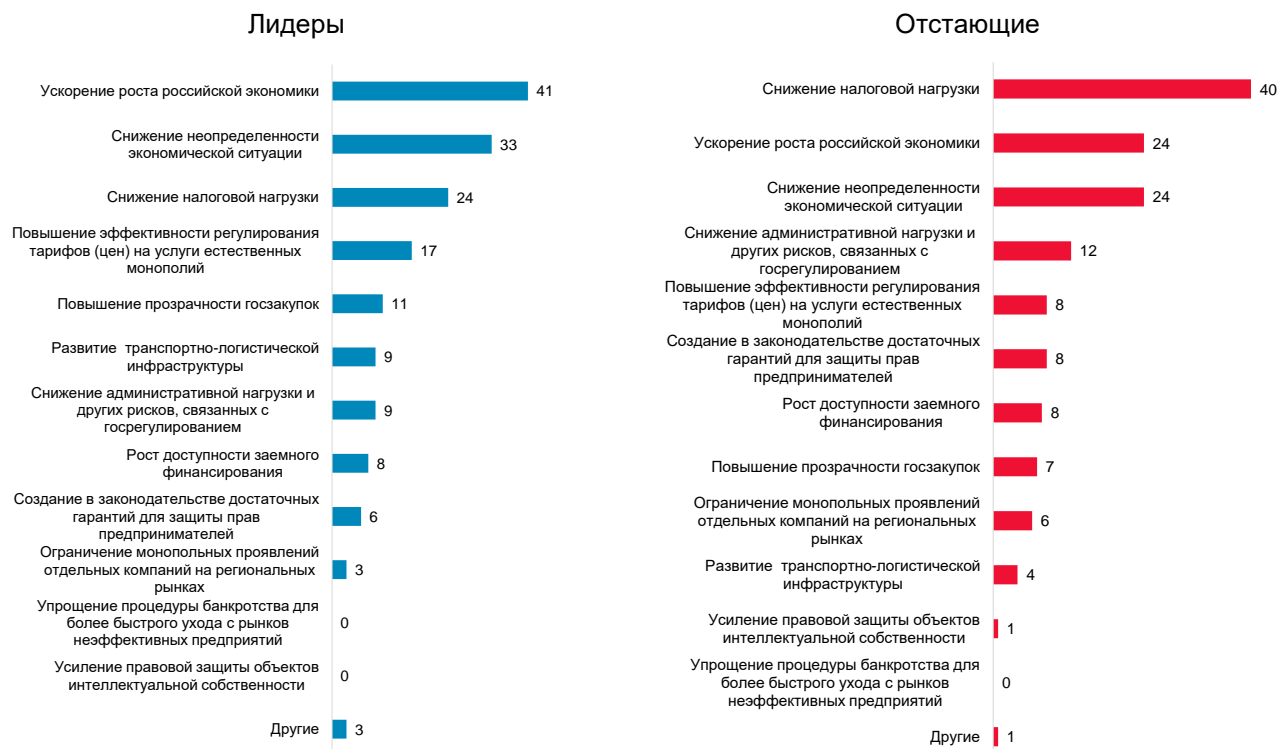 Лидеры
Ускорение роста российской экономики
41
Снижение неопределенности
экономической ситуации
33
Снижение налоговой нагрузки
24
Повышение эффективности регулирования
тарифов (цен) на услуги естественных
монополий
17
Повышение прозрачности госзакупок
11
Развитие транспортно-логистической
инфраструктуры
9
Снижение административной нагрузки и
других рисков, связанных с
госрегулированием
9
Рост доступности заемного
финансирования
8
Создание в законодательстве достаточных
гарантий для защиты прав
предпринимателей
6
Ограничение монопольных проявлений
отдельных компаний на региональных
рынках
3
Упрощение процедуры банкротства для
более быстрого ухода с рынков
неэффективных предприятий
0
Усиление правовой защиты объектов
интеллектуальной собственности
0
Другие
3
Отстающие
Снижение налоговой нагрузки
40
Ускорение роста российской экономики
24
Снижение неопределенности
экономической ситуации
24
Снижение административной нагрузки и
других рисков, связанных с
госрегулированием
12
Повышение эффективности регулирования
тарифов (цен) на услуги естественных
монополий
8
Создание в законодательстве достаточных
гарантий для защиты прав
предпринимателей
8
Рост доступности заемного
финансирования
8
Повышение прозрачности госзакупок
7
Ограничение монопольных проявлений
отдельных компаний на региональных
рынках
6
Развитие транспортно-логистической
инфраструктуры
4
Усиление правовой защиты объектов
интеллектуальной собственности
1
Упрощение процедуры банкротства для
более быстрого ухода с рынков
неэффективных предприятий
0
Другие
1